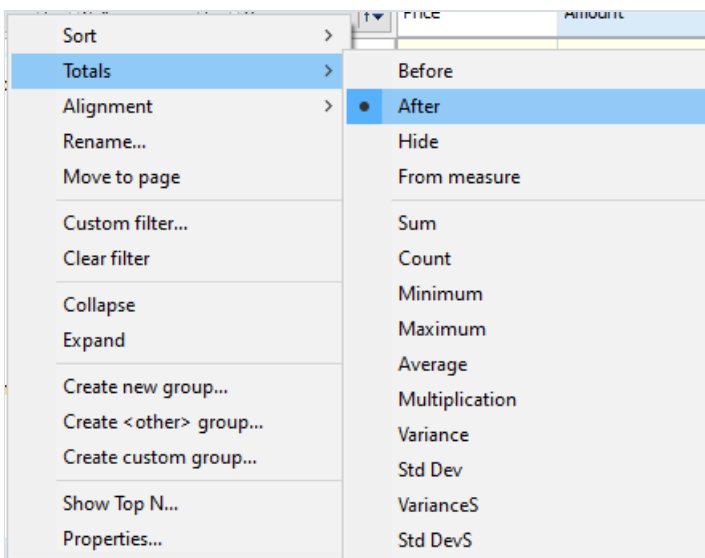 Price
Amount
Sort
Totals
Alignment
Rename...
Move to page
Custom filter...
Clear filter
Collapse
Expand
Create new group...
Create <other> group...
Create custom group...
Show Top N...
Properties...
Before
After
Hide
From measure
Sum
Count
Minimum
Maximum
Average
Multiplication
Variance
Std Dev
VarianceS
Std DevS